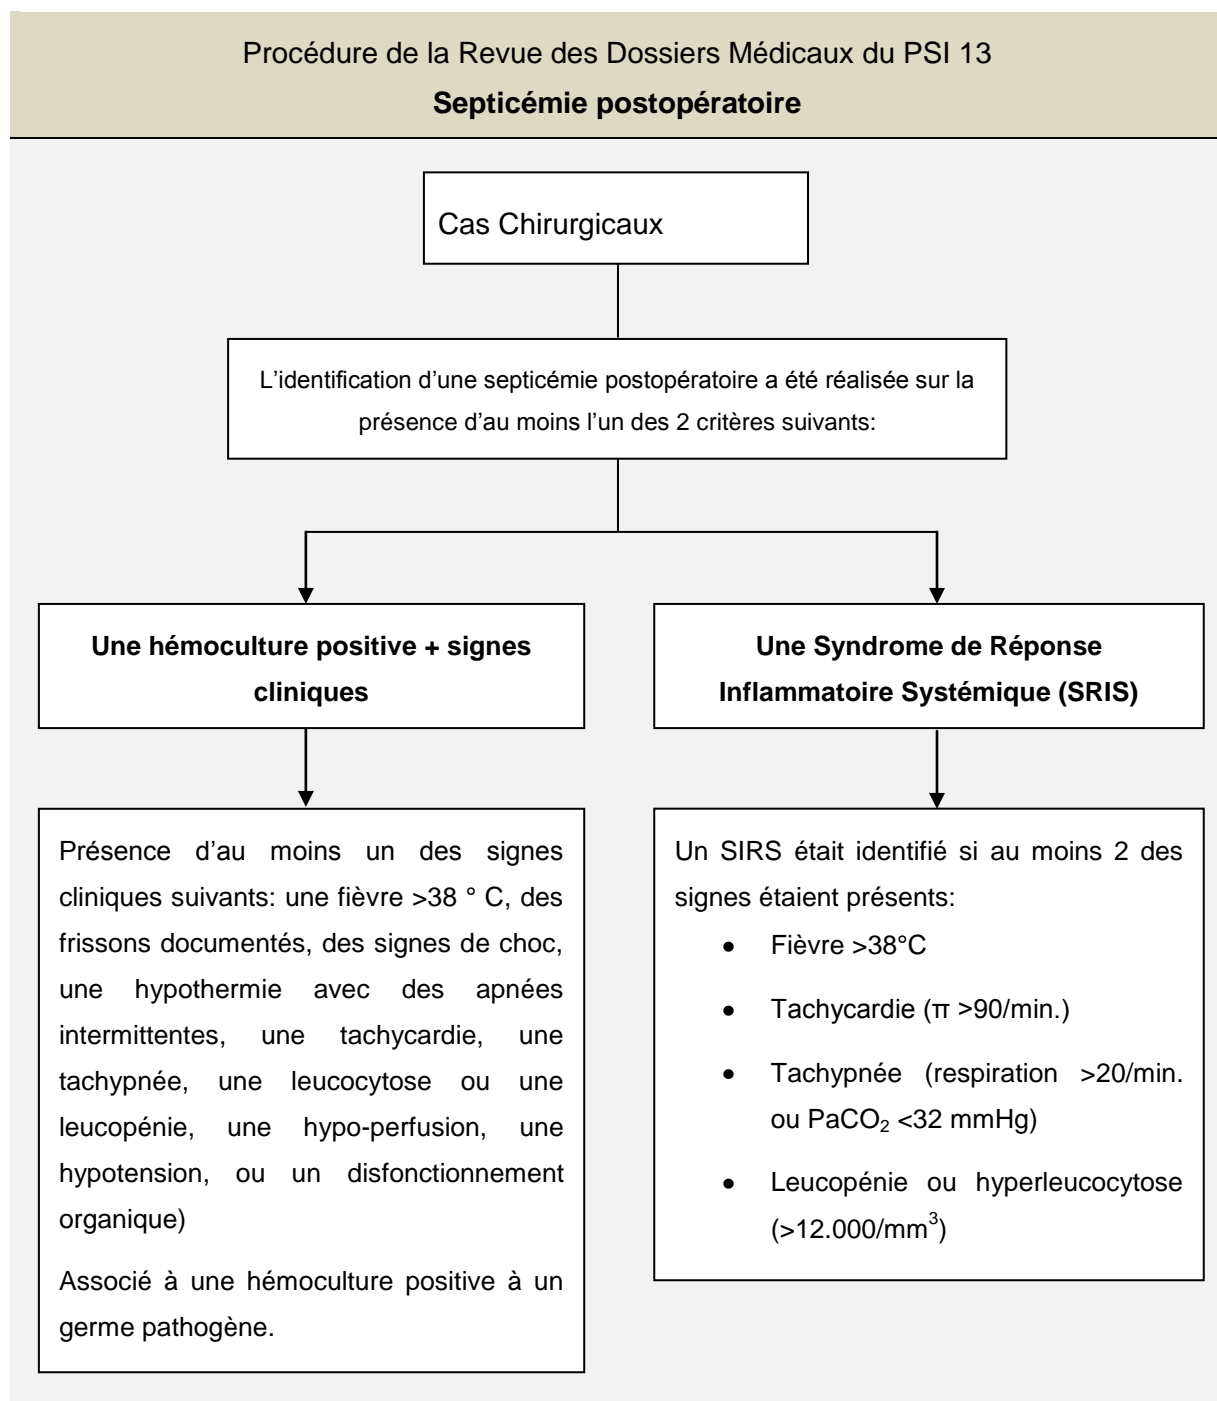 Procédure de la Revue des Dossiers Médicaux du PSI 13
Septicémie postopératoire
Cas Chirurgicaux
L’identification d’une septicémie postopératoire a été réalisée sur la
présence d’au moins l’un des 2 critères suivants:
Une hémoculture positive + signes
cliniques
Présence d’au moins un des signes
cliniques suivants: une fièvre >38 ° C, des
frissons documentés, des signes de choc,
une hypothermie avec des apnées
intermittentes, une tachycardie, une
tachypnée, une leucocytose ou une
leucopénie, une hypo-perfusion, une
hypotension, ou un disfonctionnement
organique)
Associé à une hémoculture positive à un
germe pathogène.
Une Syndrome de Réponse
Inflammatoire Systémique (SRIS)
Un SIRS était identifié si au moins 2 des
signes étaient présents:
• Fièvre >38°C
• Tachycardie (π >90/min.)
• Tachypnée (respiration >20/min.
ou PaCO₂ <32 mmHg)
• Leucopénie ou hyperleucocytose
(>12.000/mm³)